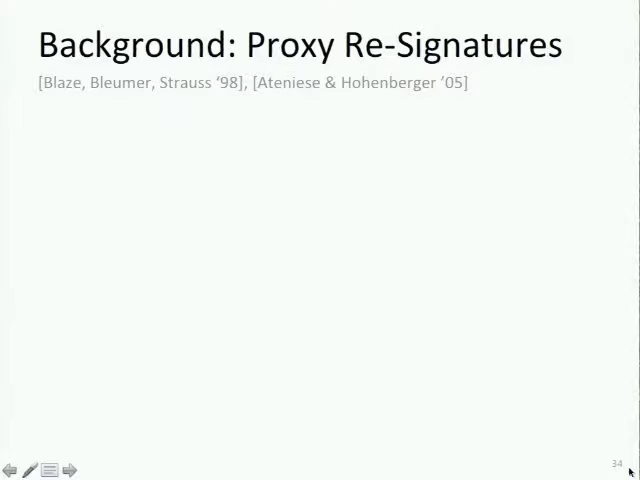 Background: Proxy Re-Signatures
[Blaze, Bleumer, Strauss ‘98], [Ateniese & Hohenberger ’05]
34